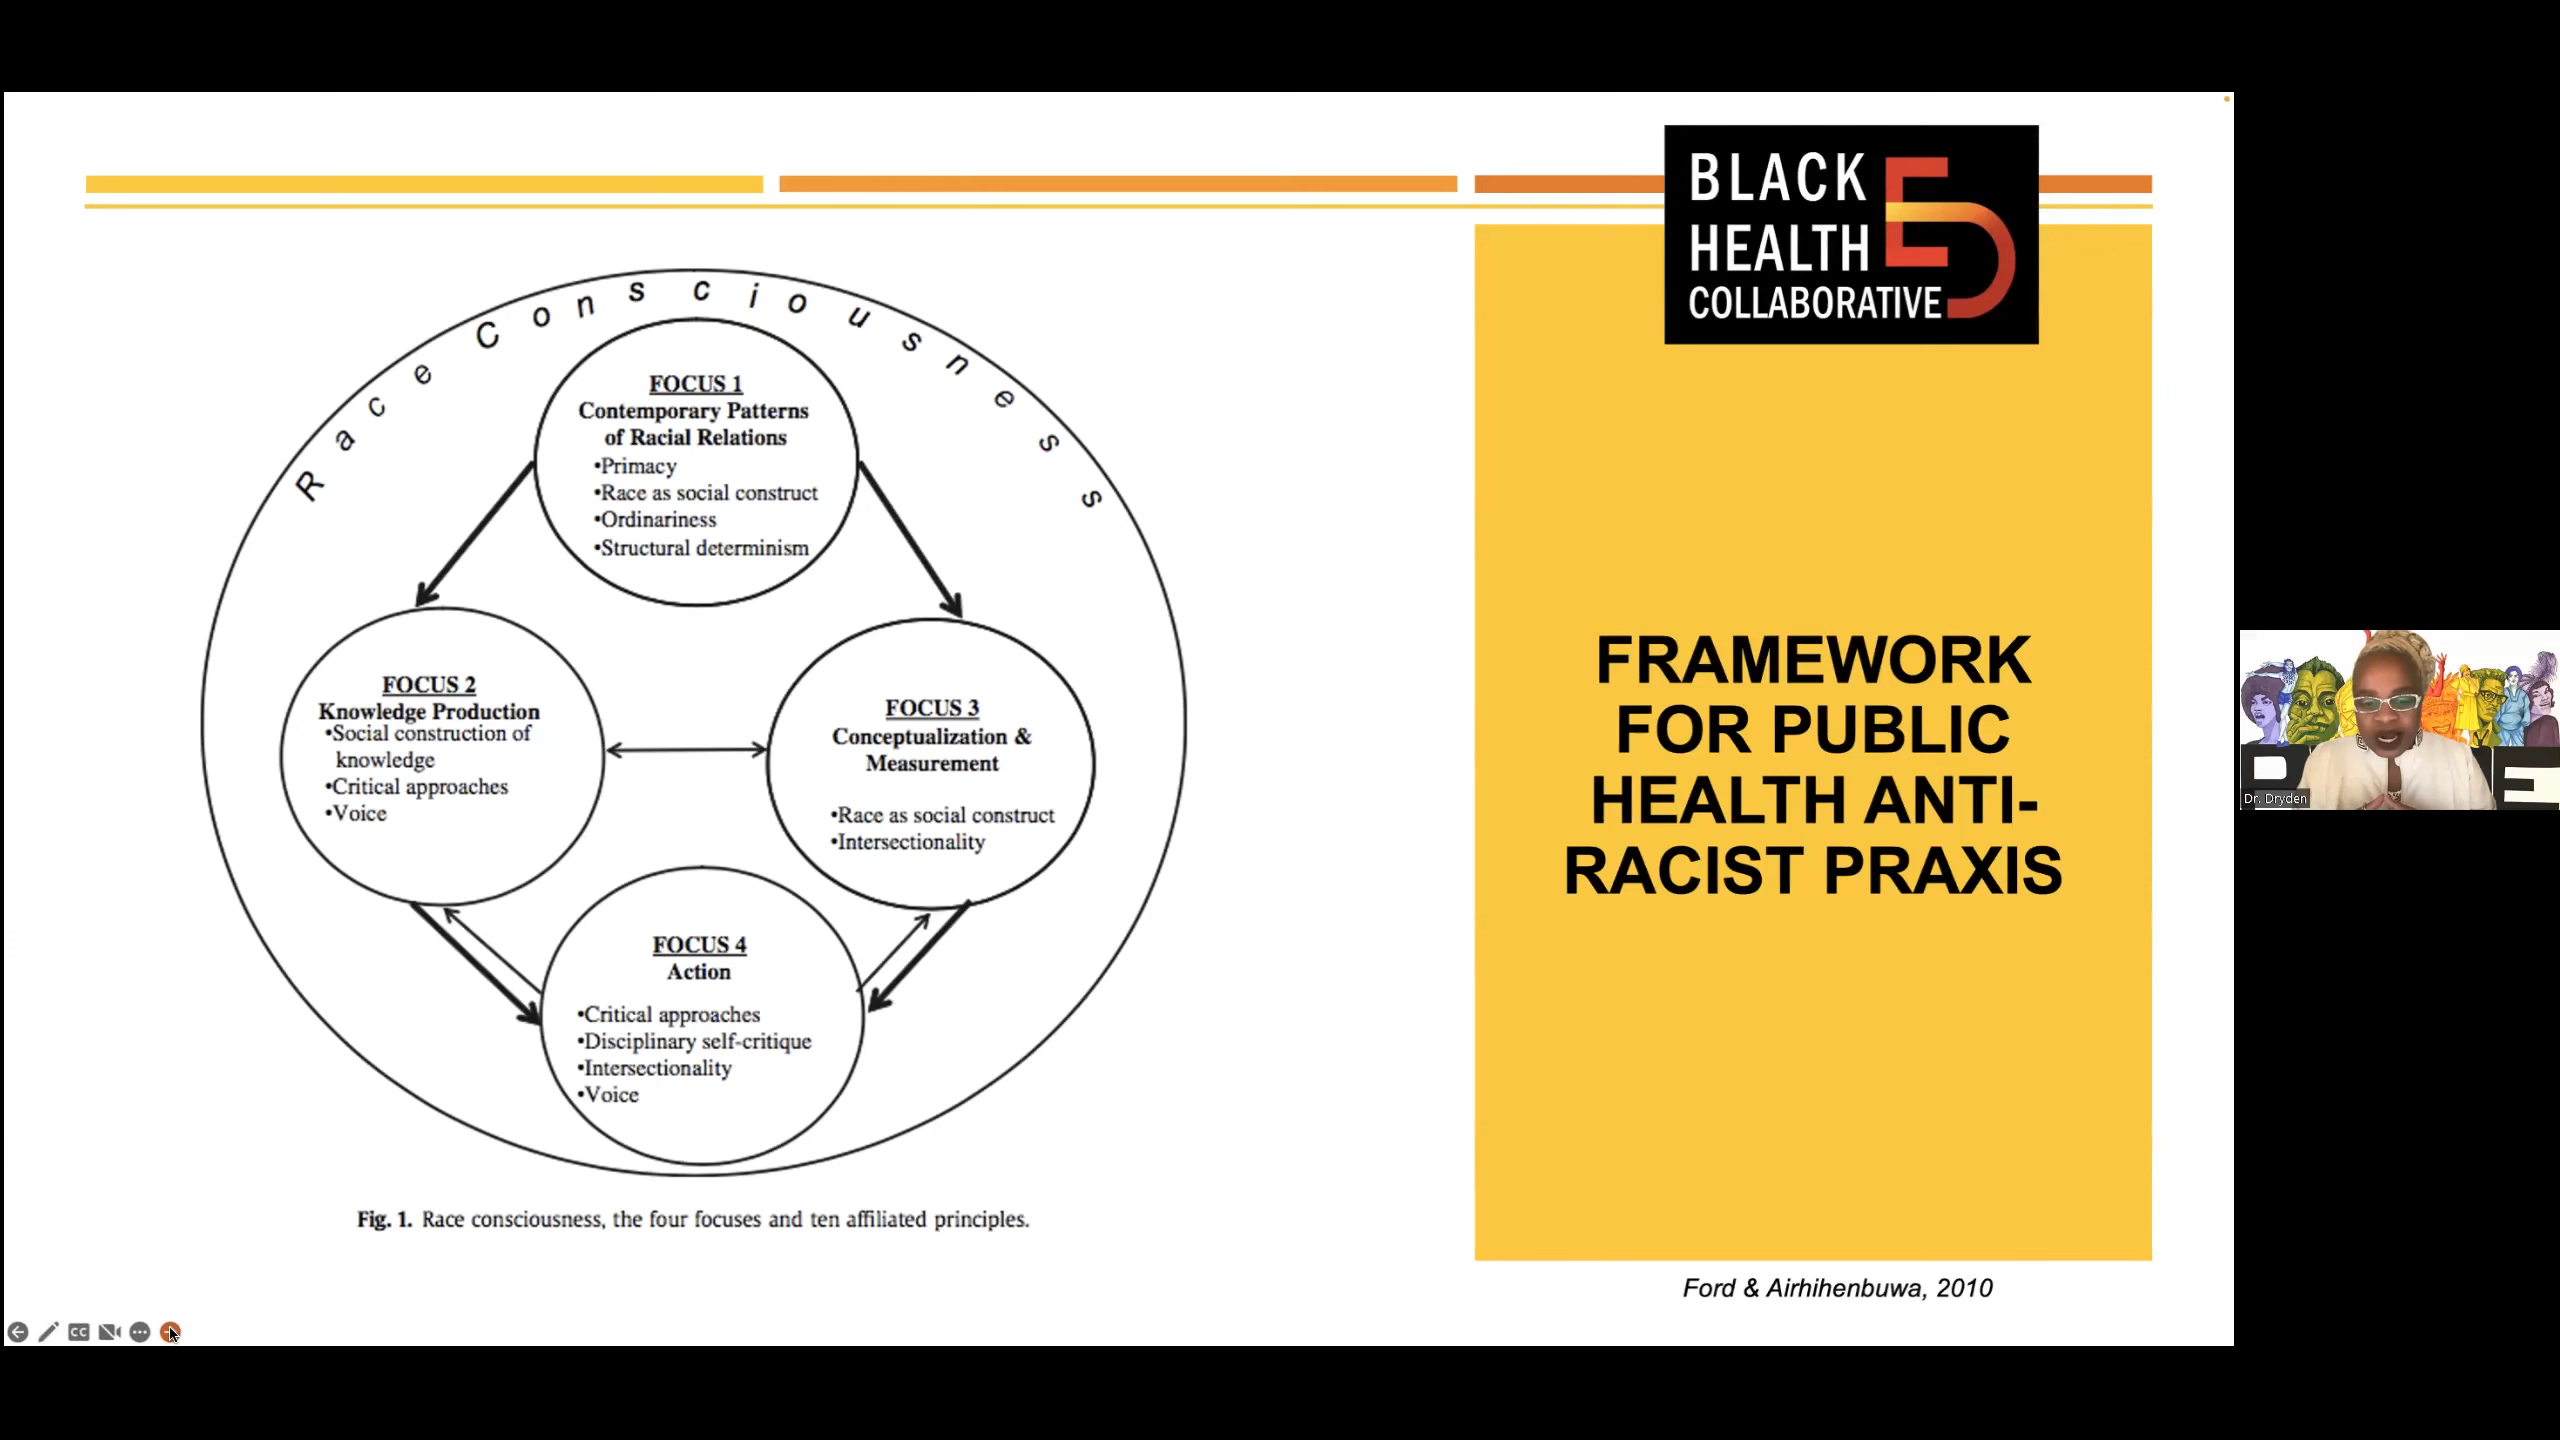 Race Consciousness
FOCUS 1
Contemporary Patterns
of Racial Relations
•Primacy
•Race as social construct
•Ordinariness
•Structural determinism
FOCUS 2
Knowledge Production
•Social construction of
knowledge
•Critical approaches
•Voice
FOCUS 3
Conceptualization &
Measurement
•Race as social construct
•Intersectionality
FOCUS 4
Action
•Critical approaches
•Disciplinary self-critique
•Intersectionality
•Voice
Fig. 1. Race consciousness, the four focuses and ten affiliated principles.
BLACK
HEALTH
COLLABORATIVE
ED
FRAMEWORK
FOR PUBLIC
HEALTH ANTI-
RACIST PRAXIS
Ford & Airhihenbuwa, 2010
CC
Dr. Dryden